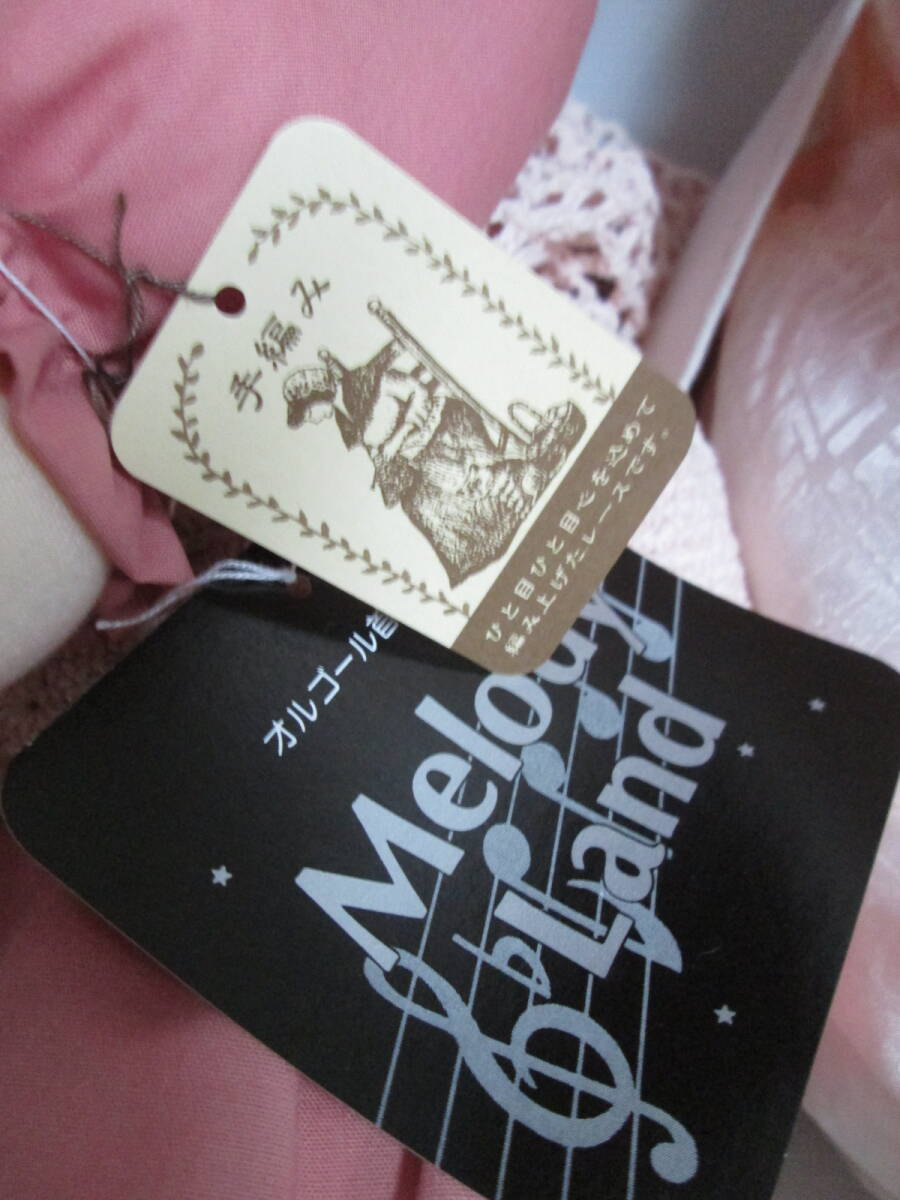 手編み
ひと目ひと目心を込めて
編み上げたレースです。
オルゴール
Melody
Land